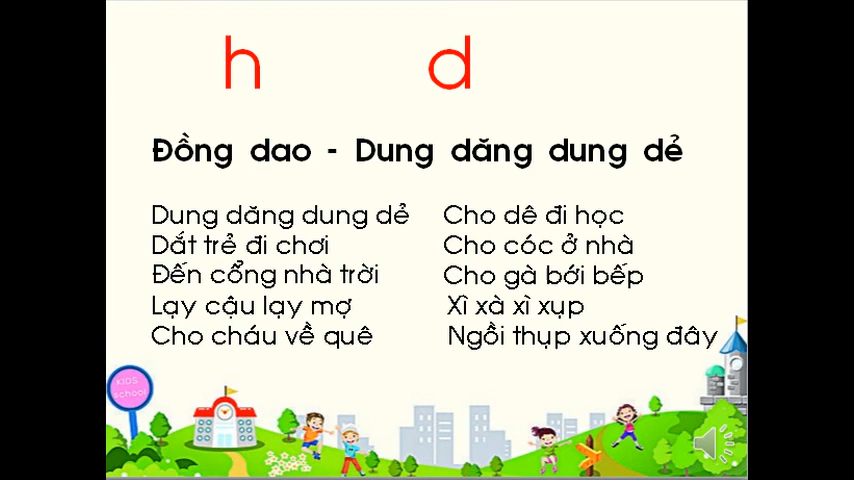 h d
Đồng dao - Dung dăng dung dẻ
Dung dăng dung dẻ
Dắt trẻ đi chơi
Đến cổng nhà trời
Lạy cậu lạy mợ
Cho cháu về quê
Cho dê đi học
Cho cóc ở nhà
Cho gà bới bếp
Xì xà xì xụp
Ngồi thụp xuống đây
KIDS
school